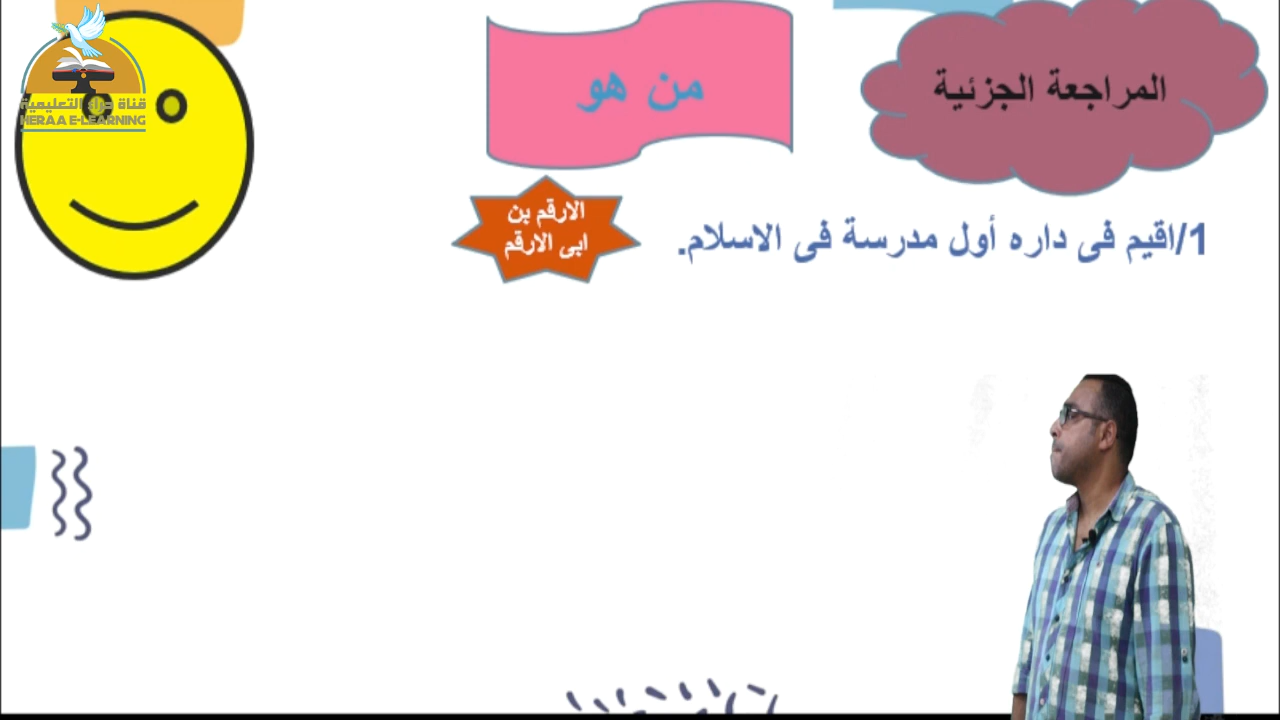 المراجعة الجزئية
من هو
1/اقيم فى داره أول مدرسة فى الاسلام.
الارقم بن
ابى الارقم
قناة حراء التعليمية
HERAA E-LEARNING